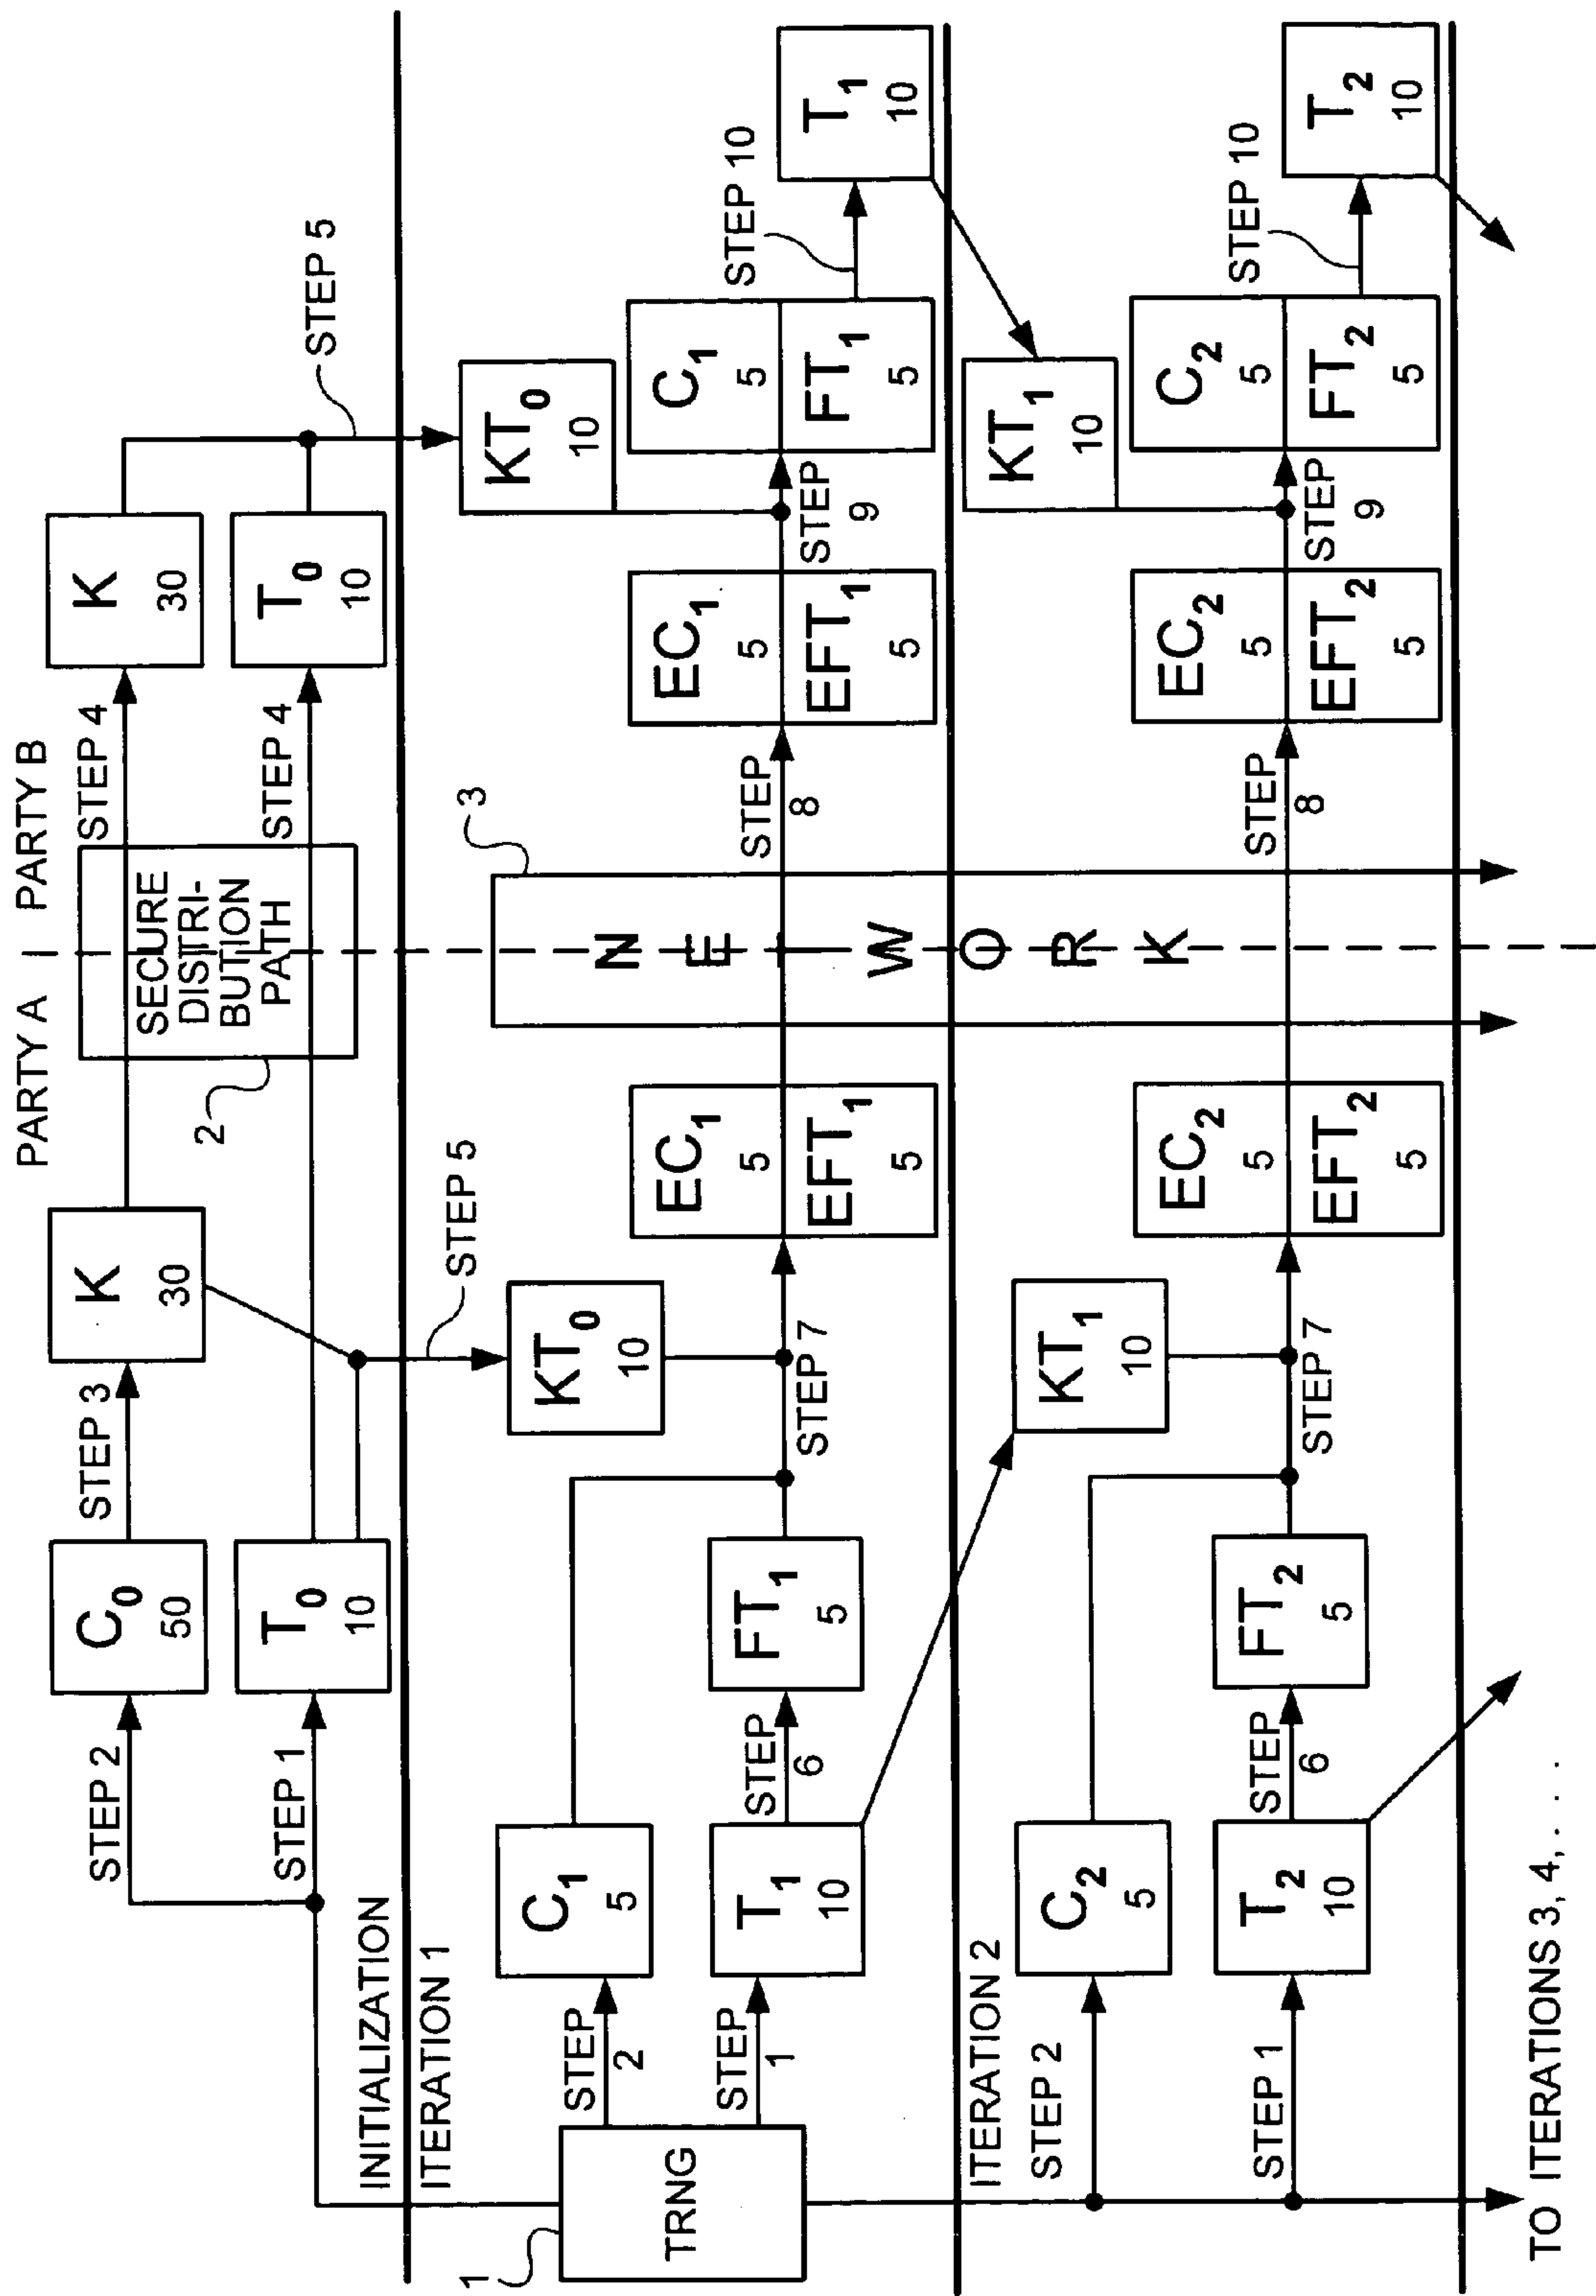 PARTY A | PARTY B
STEP 2
C0
50
STEP 3
K
30
STEP 4
K
30
STEP 1
T0
10
SECURE
DISTRI-
BUTION
PATH
2
STEP 4
T0
10
STEP 5
INITIALIZATION
ITERATION 1
STEP 5
1
TRNG
STEP
2
C1
5
KT0
10
3
KT0
10
STEP
1
T1
10
STEP
6
FT1
5
STEP 7
EC1
5
EFT1
5
NETWORK
STEP
8
EC1
5
EFT1
5
STEP
9
C1
5
FT1
5
STEP 10
T1
10
ITERATION 2
STEP 2
C2
5
KT1
10
KT1
10
STEP 1
T2
10
STEP
6
FT2
5
STEP 7
EC2
5
EFT2
5
STEP
8
EC2
5
EFT2
5
STEP
9
C2
5
FT2
5
STEP 10
T2
10
TO ITERATIONS 3, 4, . . . .